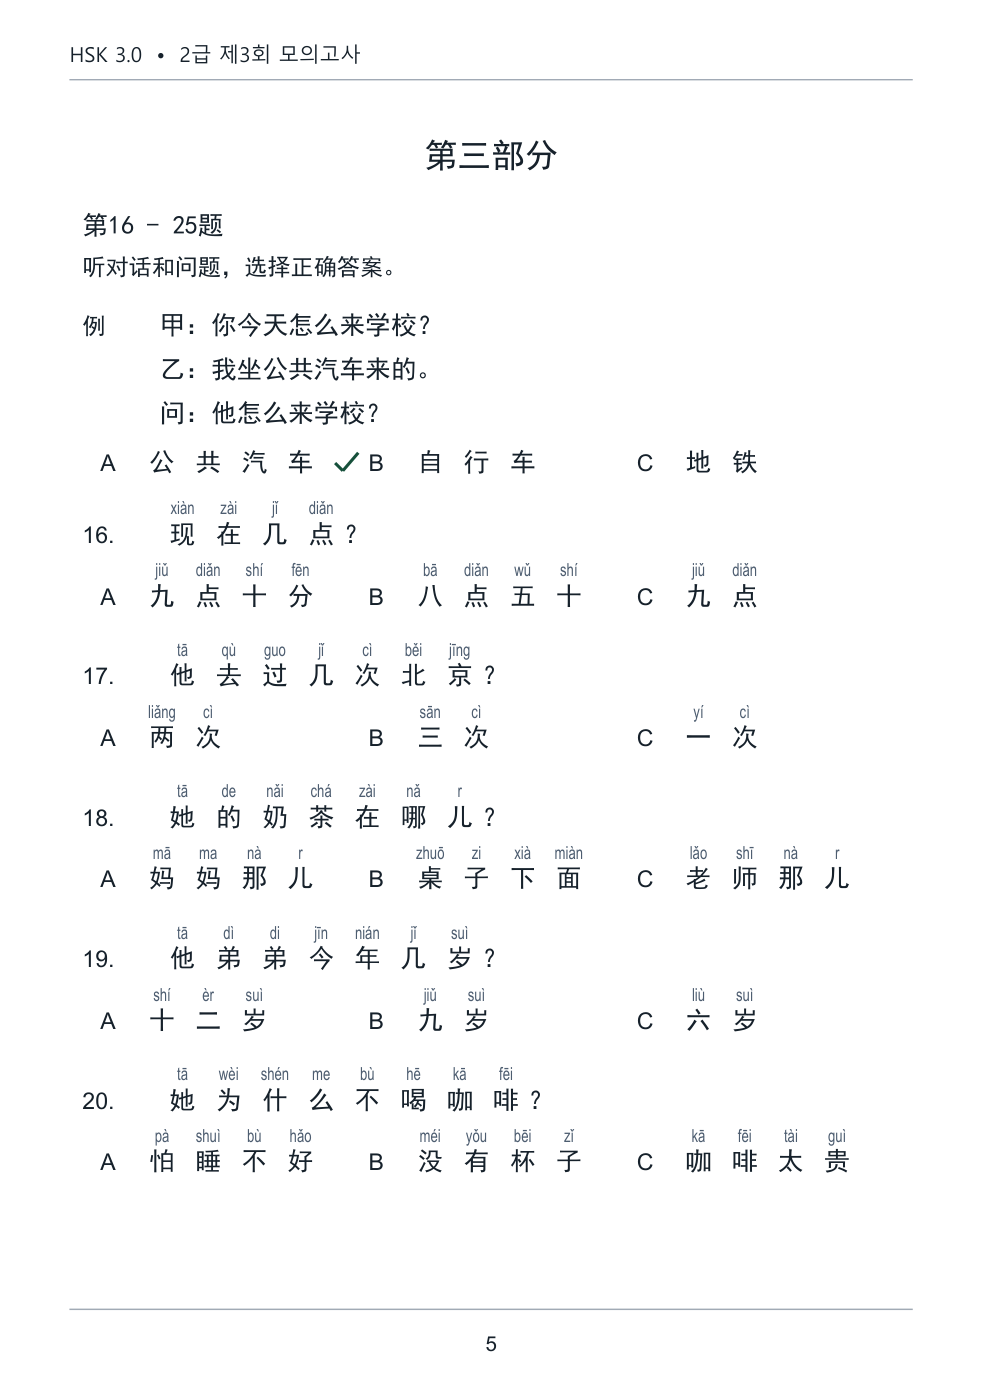 HSK 3.0 • 2급 제3회 모의고사
第三部分
第16 - 25题
听对话和问题，选择正确答案。
例 甲：你今天怎么来学校？
乙：我坐公共汽车来的。
问：他怎么来学校？
A 公共汽车 ✓ B 自行车 C 地铁
xiàn zài jǐ diǎn
16. 现在几点？
jiǔ diǎn shí fēn bā diǎn wǔ shí jiǔ diǎn
A 九点十分 B 八点五十 C 九点
tā qù guo jǐ cì běi jīng
17. 他去过几次北京？
liǎng cì sān cì yí cì
A 两次 B 三次 C 一次
tā de nǎi chá zài nǎ r
18. 她的奶茶在哪儿？
mā ma nà r zhuō zi xià miàn lǎo shī nà r
A 妈妈那儿 B 桌子下面 C 老师那儿
tā dì di jīn nián jǐ suì
19. 他弟弟今年几岁？
shí èr suì jiǔ suì liù suì
A 十二岁 B 九岁 C 六岁
tā wèi shén me bù hē kā fēi
20. 她为什么不喝咖啡？
pà shuì bù hǎo méi yǒu bēi zǐ kā fēi tài guì
A 怕睡不好 B 没有杯子 C 咖啡太贵
5